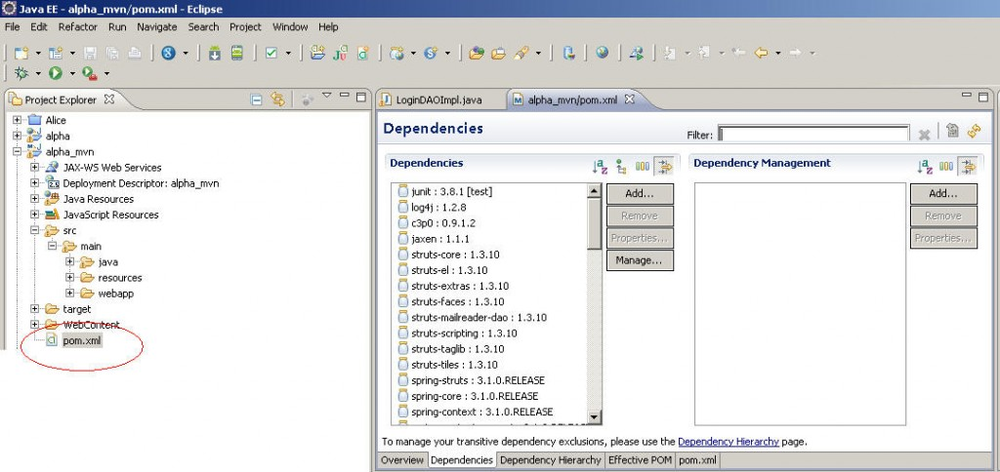 Java EE - alpha_mvn/pom.xml - Eclipse
File Edit Refactor Run Navigate Search Project Window Help
Project Explorer
Alice
alpha
alpha_mvn
JAX-WS Web Services
Deployment Descriptor: alpha_mvn
Java Resources
JavaScript Resources
src
main
java
resources
webapp
target
WebContent
pom.xml
LoginDAOImpl.java
alpha_mvn/pom.xml
Dependencies
Filter:
Dependencies
junit : 3.8.1 [test]
log4j : 1.2.8
c3p0 : 0.9.1.2
jaxen : 1.1.1
struts-core : 1.3.10
struts-el : 1.3.10
struts-extras : 1.3.10
struts-faces : 1.3.10
struts-mailreader-dao : 1.3.10
struts-scripting : 1.3.10
struts-taglib : 1.3.10
struts-tiles : 1.3.10
spring-struts : 3.1.0.RELEASE
spring-core : 3.1.0.RELEASE
spring-context : 3.1.0.RELEASE
Add...
Remove
Properties...
Manage...
Dependency Management
Add...
Remove
Properties...
To manage your transitive dependency exclusions, please use the Dependency Hierarchy page.
Overview Dependencies Dependency Hierarchy Effective POM pom.xml